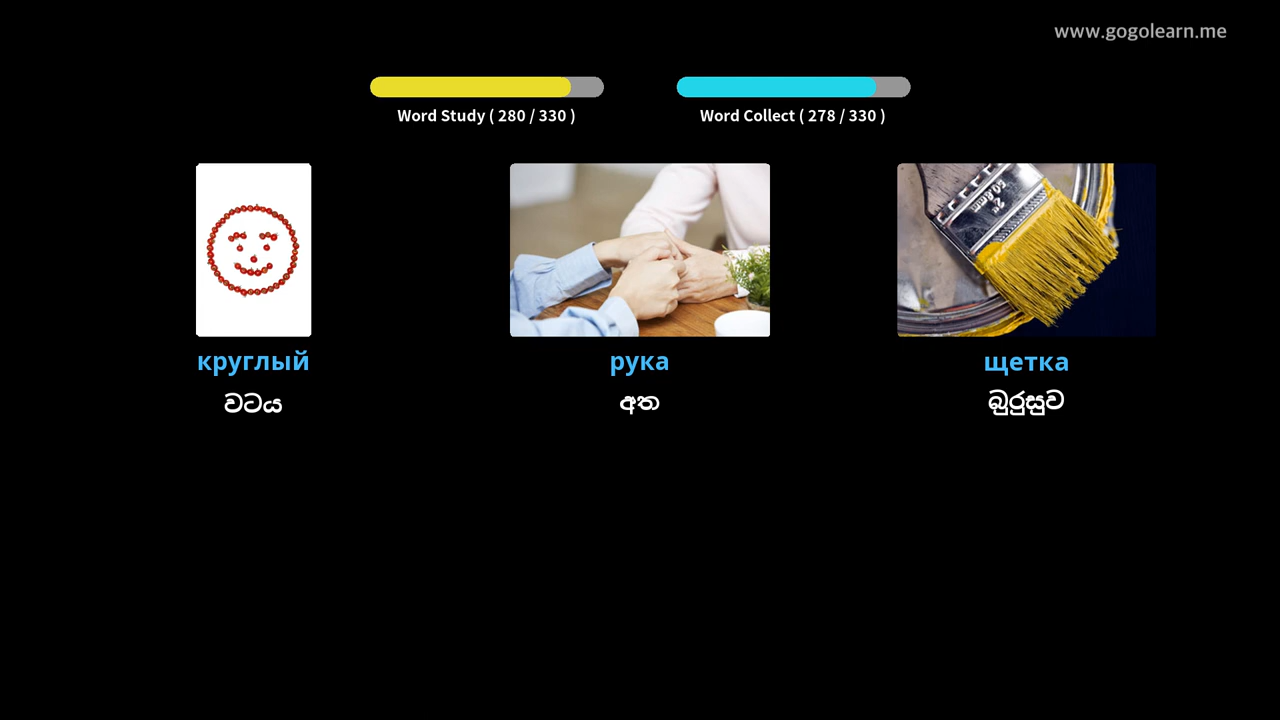 www.gogolearn.me
Word Study ( 280 / 330 )
Word Collect ( 278 / 330 )
круглый
рука
щетка
වටය
අත
බුරුසුව